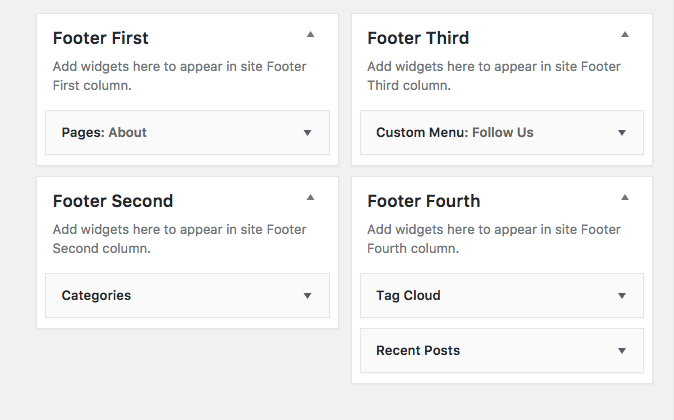 Footer First
Add widgets here to appear in site Footer
First column.
Pages: About
Footer Second
Add widgets here to appear in site Footer
Second column.
Categories
Footer Third
Add widgets here to appear in site Footer
Third column.
Custom Menu: Follow Us
Footer Fourth
Add widgets here to appear in site Footer
Fourth column.
Tag Cloud
Recent Posts